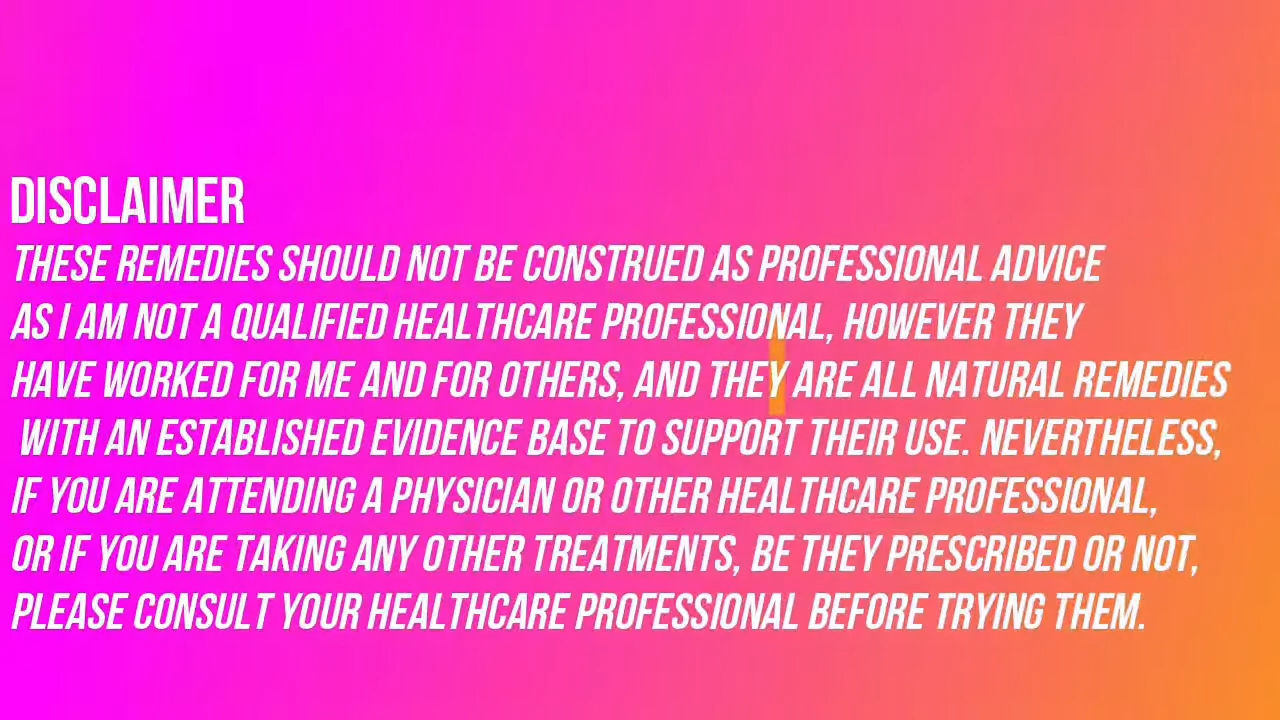 DISCLAIMER
THESE REMEDIES SHOULD NOT BE CONSTRUED AS PROFESSIONAL ADVICE
AS I AM NOT A QUALIFIED HEALTHCARE PROFESSIONAL, HOWEVER THEY
HAVE WORKED FOR ME AND FOR OTHERS, AND THEY ARE ALL NATURAL REMEDIES
WITH AN ESTABLISHED EVIDENCE BASE TO SUPPORT THEIR USE. NEVERTHELESS,
IF YOU ARE ATTENDING A PHYSICIAN OR OTHER HEALTHCARE PROFESSIONAL,
OR IF YOU ARE TAKING ANY OTHER TREATMENTS, BE THEY PRESCRIBED OR NOT,
PLEASE CONSULT YOUR HEALTHCARE PROFESSIONAL BEFORE TRYING THEM.